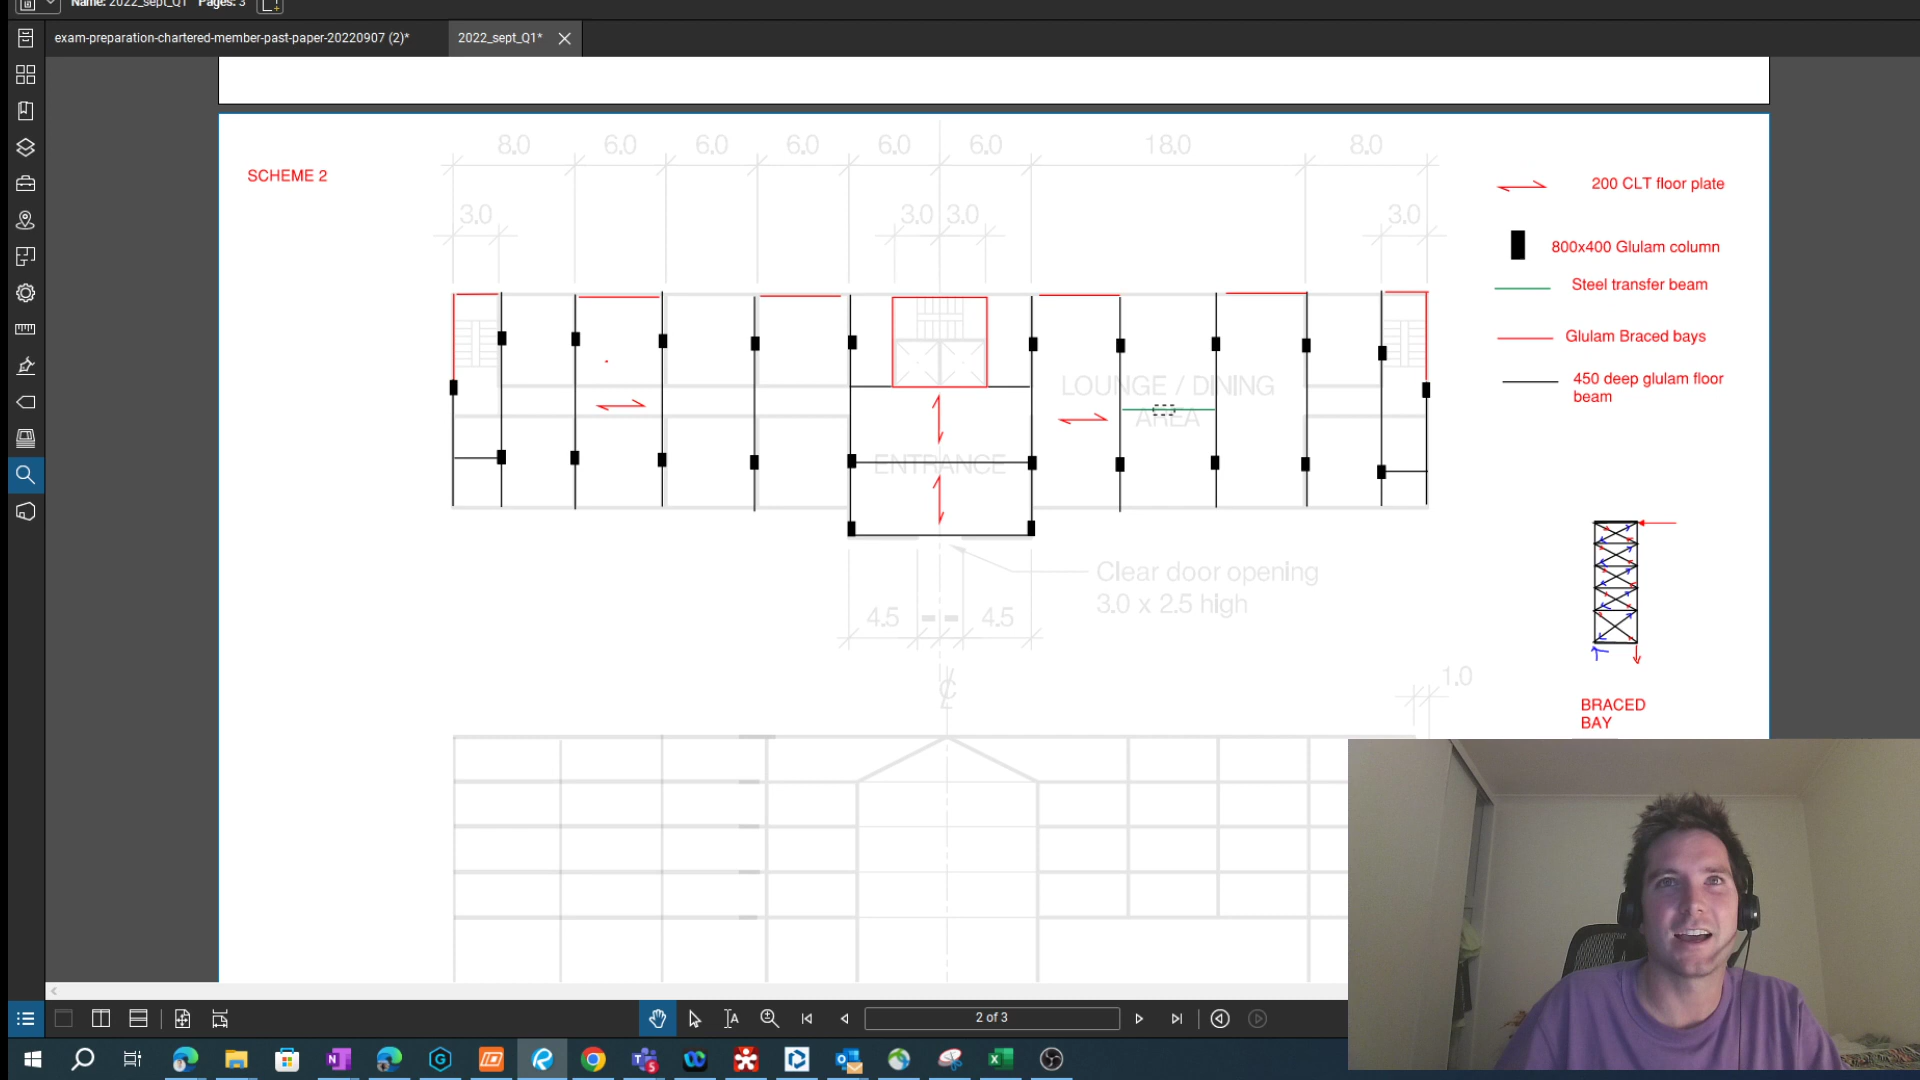 Name: 2022_sept_Q1 Pages: 3
exam-preparation-chartered-member-past-paper-20220907 (2)*
2022_sept_Q1*
SCHEME 2
8.0 6.0 6.0 6.0 6.0 6.0 18.0 8.0
3.0 3.0 3.0 3.0
200 CLT floor plate
800x400 Glulam column
Steel transfer beam
Glulam Braced bays
450 deep glulam floor
beam
LOUNGE / DINING
AREA
ENTRANCE
Clear door opening
3.0 x 2.5 high
4.5 4.5
1.0
BRACED
BAY
2 of 3